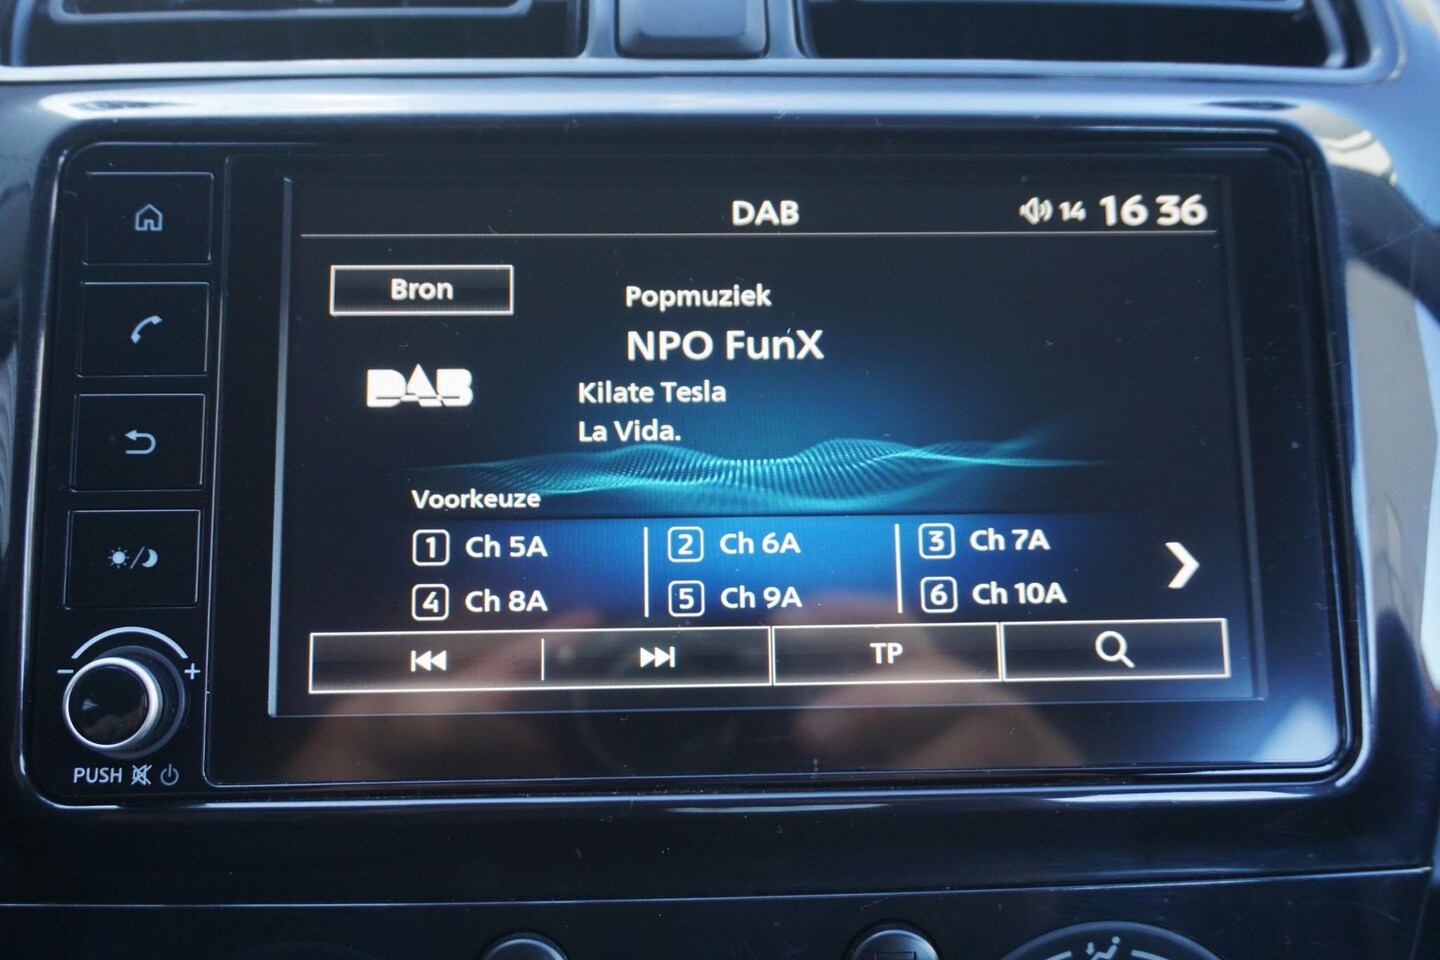 DAB
14 16 36
Bron
Popmuziek
NPO FunX
DAB
Kilate Tesla
La Vida.
Voorkeuze
1 Ch 5A 2 Ch 6A 3 Ch 7A
4 Ch 8A 5 Ch 9A 6 Ch 10A
TP
- +
PUSH